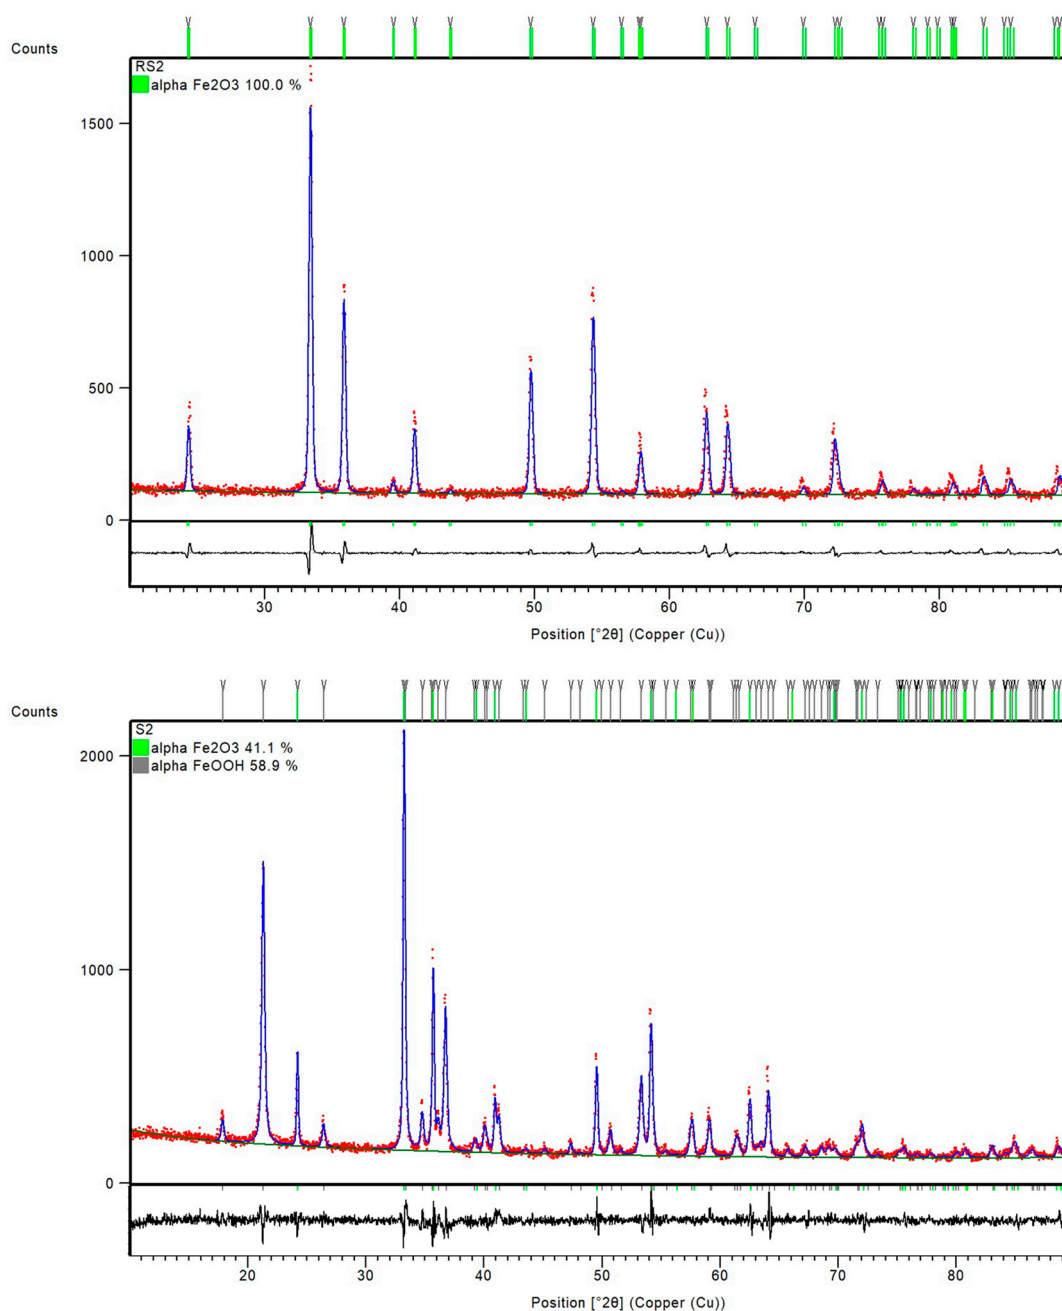 Counts
RS2
alpha Fe2O3 100.0 %
1500
1000
500
0
30 40 50 60 70 80
Position [°2θ] (Copper (Cu))
Counts
S2
alpha Fe2O3 41.1 %
alpha FeOOH 58.9 %
2000
1000
0
20 30 40 50 60 70 80
Position [°2θ] (Copper (Cu))